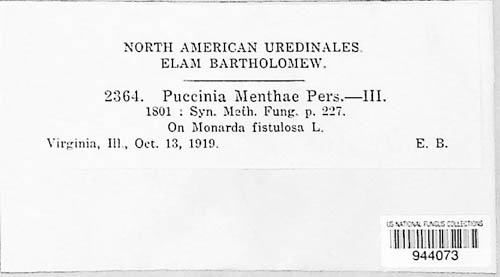 NORTH AMERICAN UREDINALES.
ELAM BARTHOLOMEW.
2364. Puccinia Menthae Pers.—III.
1801 : Syn. Meth. Fung. p. 227.
On Monarda fistulosa L.
Virginia, Ill., Oct. 13, 1919. E. B.
US NATIONAL FUNGUS COLLECTIONS
944073